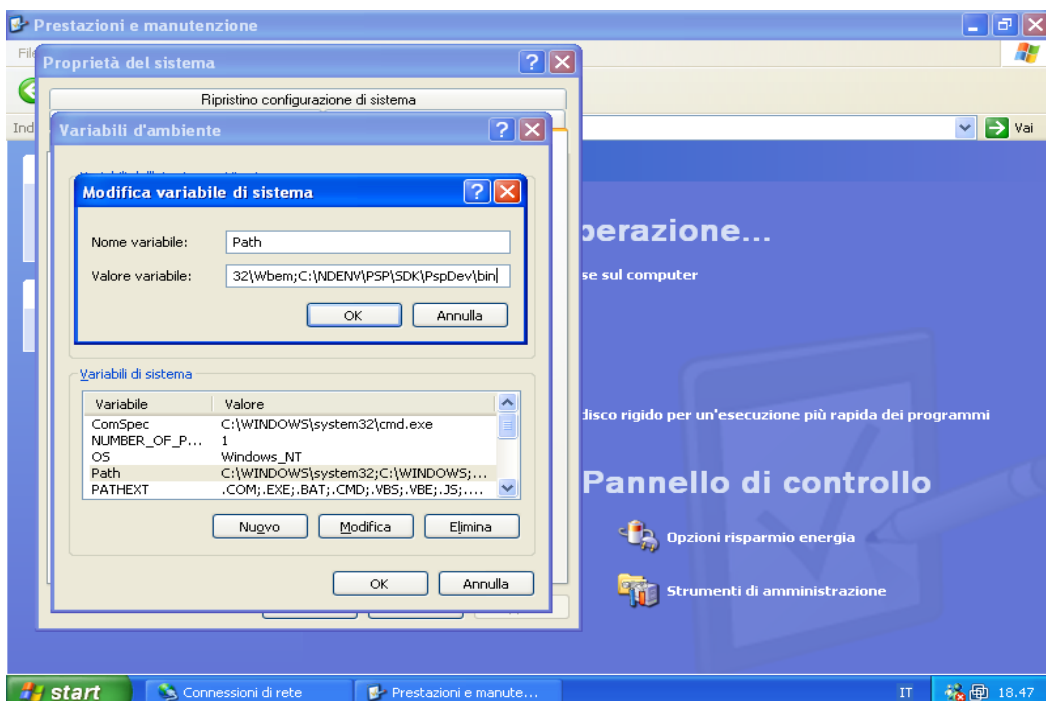 Prestazioni e manutenzione
File
Proprietà del sistema
Ripristino configurazione di sistema
Ind
Variabili d'ambiente
Vai
Modifica variabile di sistema
Nome variabile: Path
Valore variabile: 32\Wbem;C:\NDENV\PSP\SDK\PspDev\bin
OK Annulla
perazione...
se sul computer
Variabili di sistema
Variabile Valore
ComSpec C:\WINDOWS\system32\cmd.exe
NUMBER_OF_P... 1
OS Windows_NT
Path C:\WINDOWS\system32;C:\WINDOWS;...
PATHEXT .COM;.EXE;.BAT;.CMD;.VBS;.VBE;.JS;....
Nuovo Modifica Elimina
OK Annulla
disco rigido per un'esecuzione più rapida dei programmi
Pannello di controllo
Opzioni risparmio energia
Strumenti di amministrazione
start Connessioni di rete Prestazioni e manute... IT 18.47